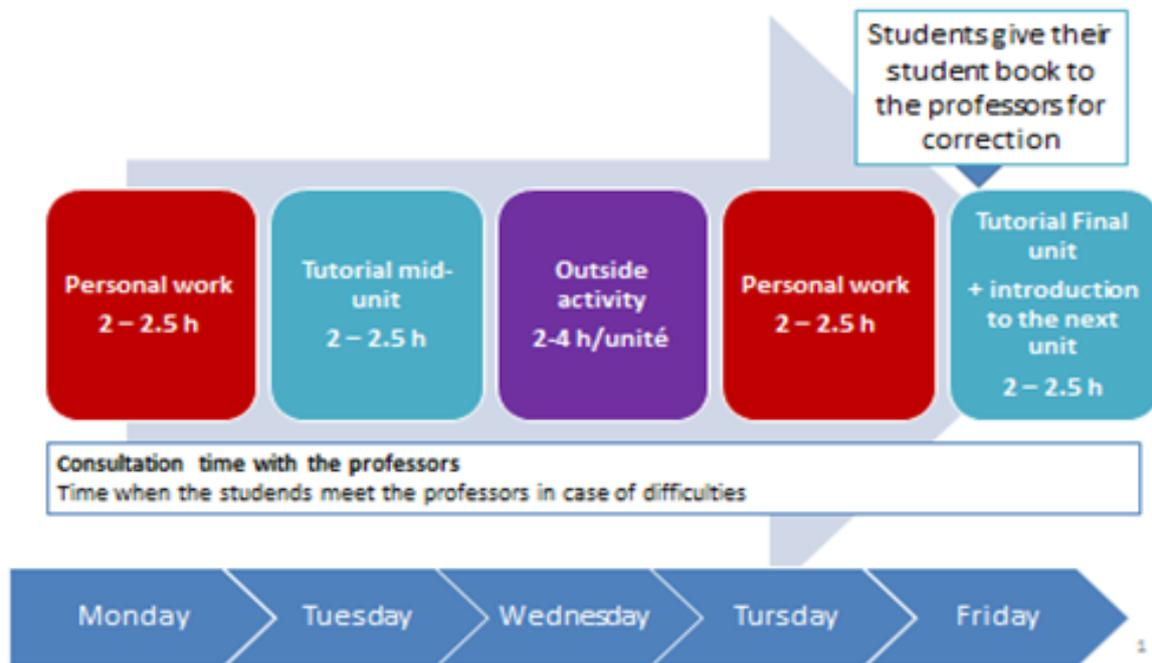 Students give their
student book to
the professors for
correction
Personal work
2 – 2.5 h
Tutorial mid-
unit
2 – 2.5 h
Outside
activity
2-4 h/unité
Personal work
2 – 2.5 h
Tutorial Final
unit
+ introduction
to the next
unit
2 – 2.5 h
Consultation time with the professors
Time when the studends meet the professors in case of difficulties
Monday
Tuesday
Wednesday
Tursday
Friday
1